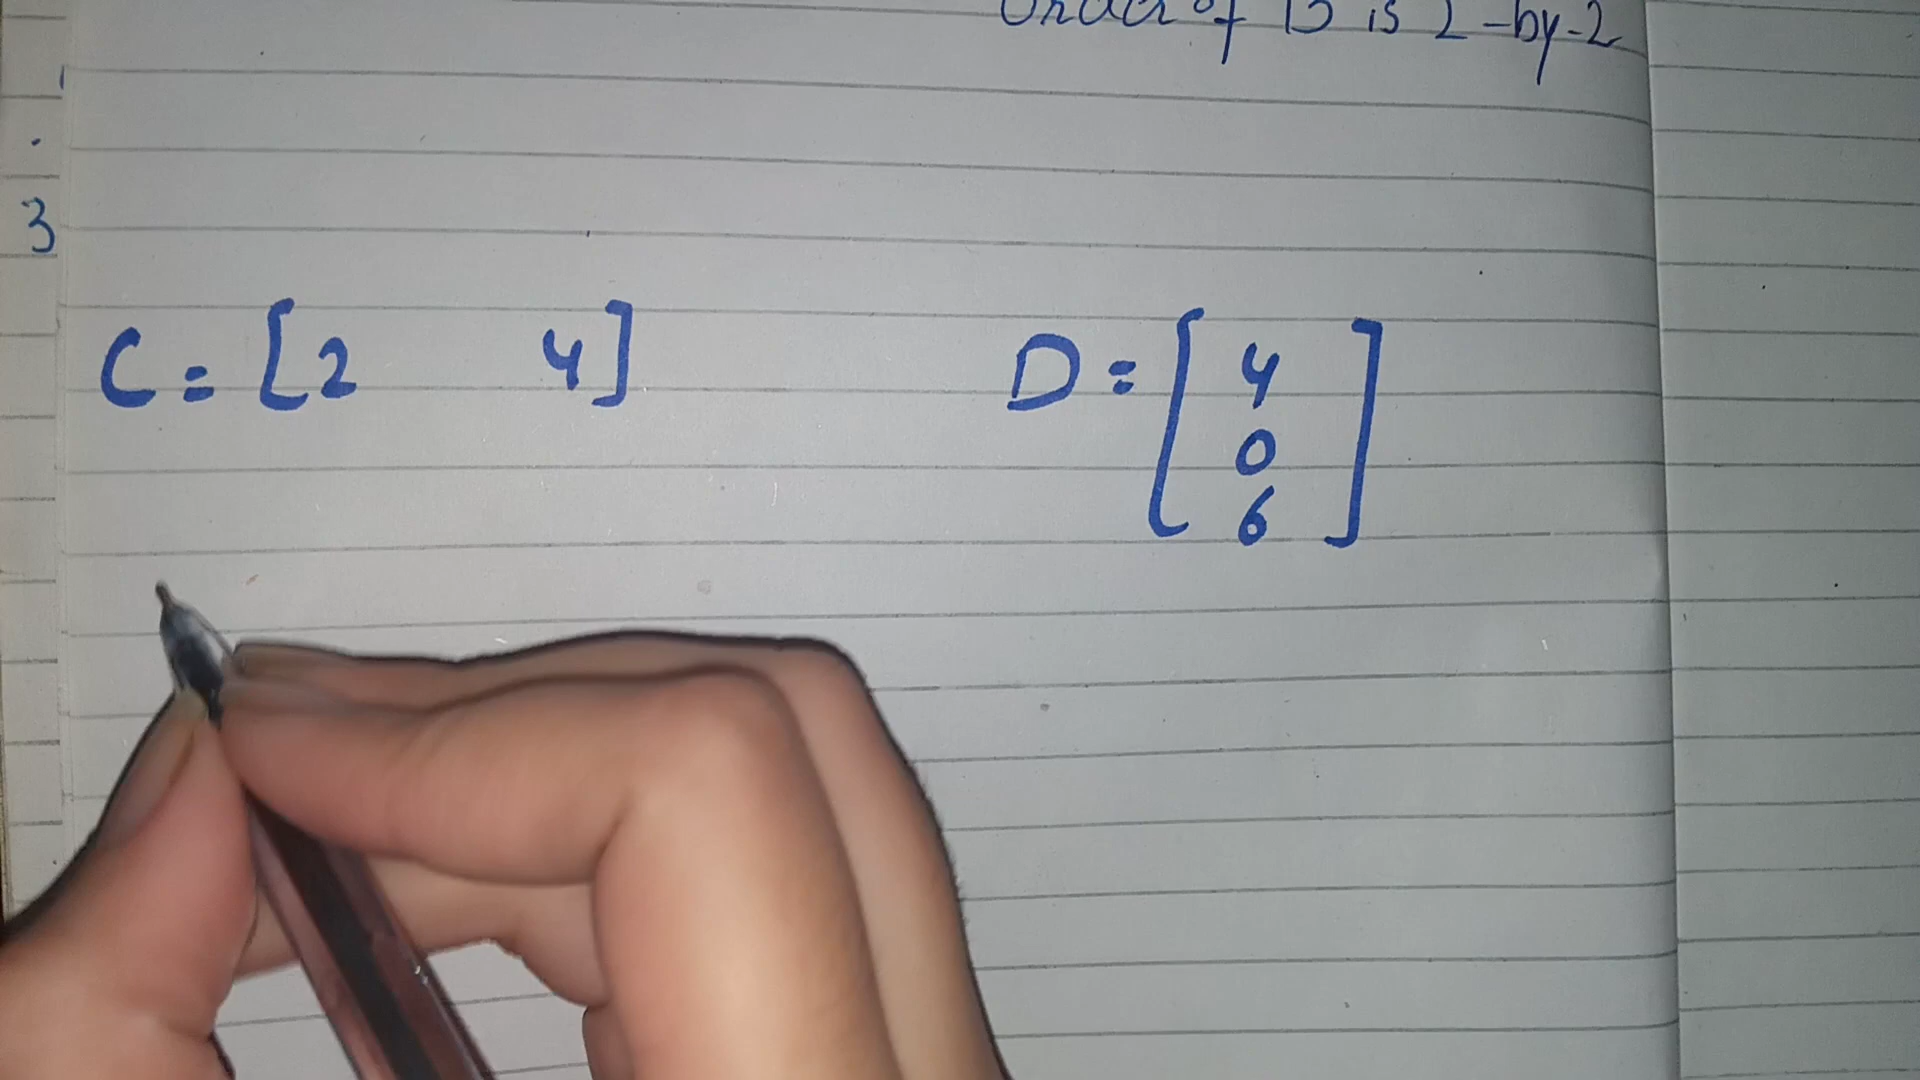 Order of B is 2-by-2
3
C = [2 4]
D = [4
0
6]